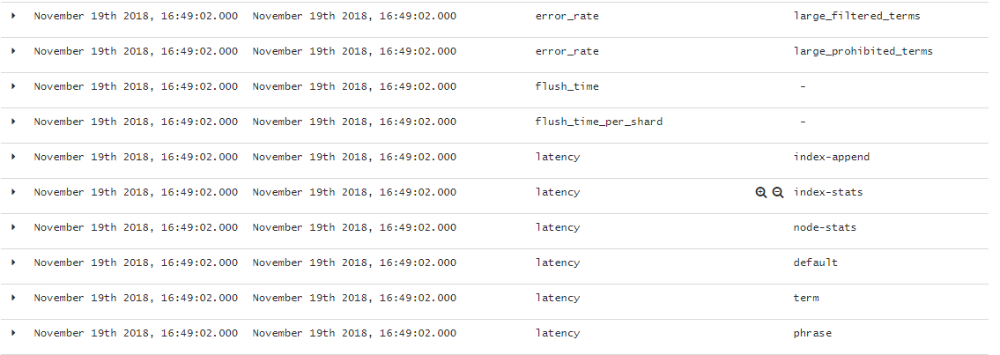 November 19th 2018, 16:49:02.000 November 19th 2018, 16:49:02.000 error_rate large_filtered_terms
November 19th 2018, 16:49:02.000 November 19th 2018, 16:49:02.000 error_rate large_prohibited_terms
November 19th 2018, 16:49:02.000 November 19th 2018, 16:49:02.000 flush_time -
November 19th 2018, 16:49:02.000 November 19th 2018, 16:49:02.000 flush_time_per_shard -
November 19th 2018, 16:49:02.000 November 19th 2018, 16:49:02.000 latency index-append
November 19th 2018, 16:49:02.000 November 19th 2018, 16:49:02.000 latency index-stats
November 19th 2018, 16:49:02.000 November 19th 2018, 16:49:02.000 latency node-stats
November 19th 2018, 16:49:02.000 November 19th 2018, 16:49:02.000 latency default
November 19th 2018, 16:49:02.000 November 19th 2018, 16:49:02.000 latency term
November 19th 2018, 16:49:02.000 November 19th 2018, 16:49:02.000 latency phrase